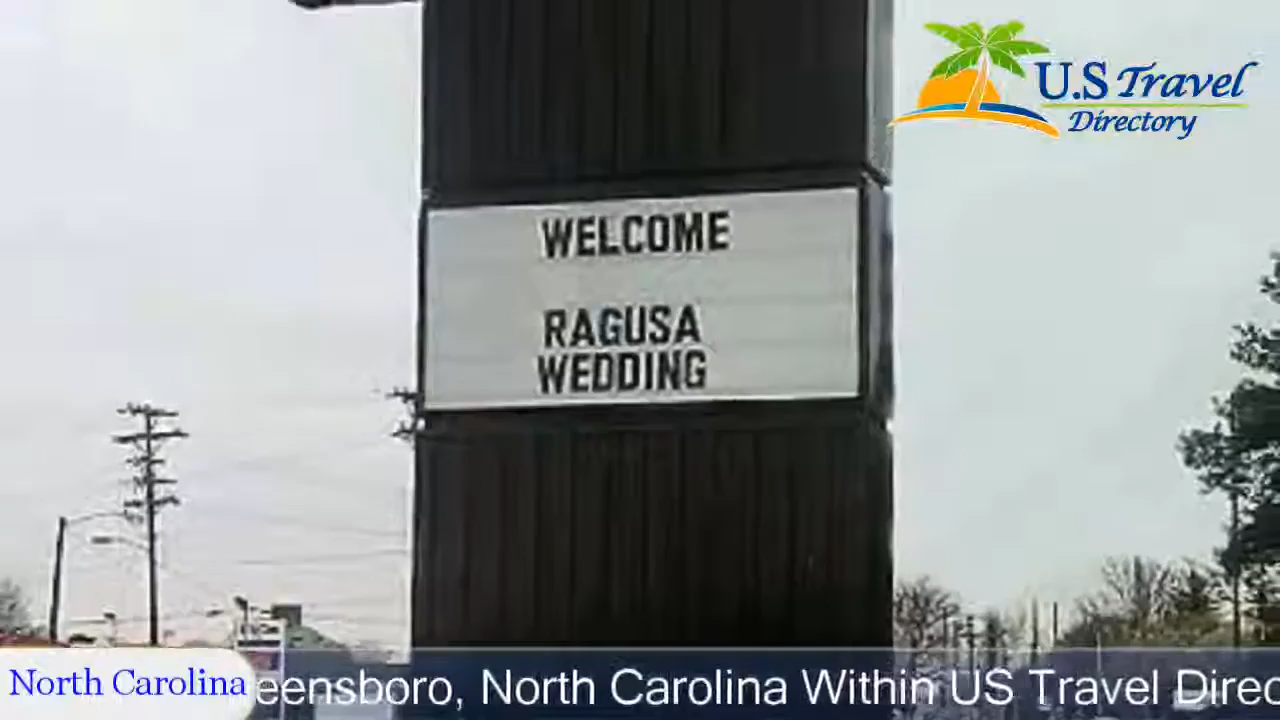 U.S Travel
Directory
WELCOME
RAGUSA
WEDDING
North Carolina
eensboro, North Carolina Within US Travel Direc